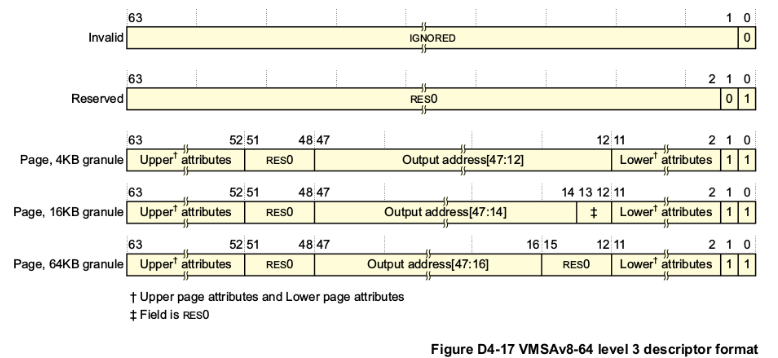 63 1 0
Invalid IGNORED 0
63 2 1 0
Reserved RES0 0 1
63 52 51 48 47 12 11 2 1 0
Page, 4KB granule Upper† attributes RES0 Output address[47:12] Lower† attributes 1 1
63 52 51 48 47 14 13 12 11 2 1 0
Page, 16KB granule Upper† attributes RES0 Output address[47:14] ‡ Lower† attributes 1 1
63 52 51 48 47 16 15 12 11 2 1 0
Page, 64KB granule Upper† attributes RES0 Output address[47:16] RES0 Lower† attributes 1 1
† Upper page attributes and Lower page attributes
‡ Field is RES0
Figure D4-17 VMSAv8-64 level 3 descriptor format